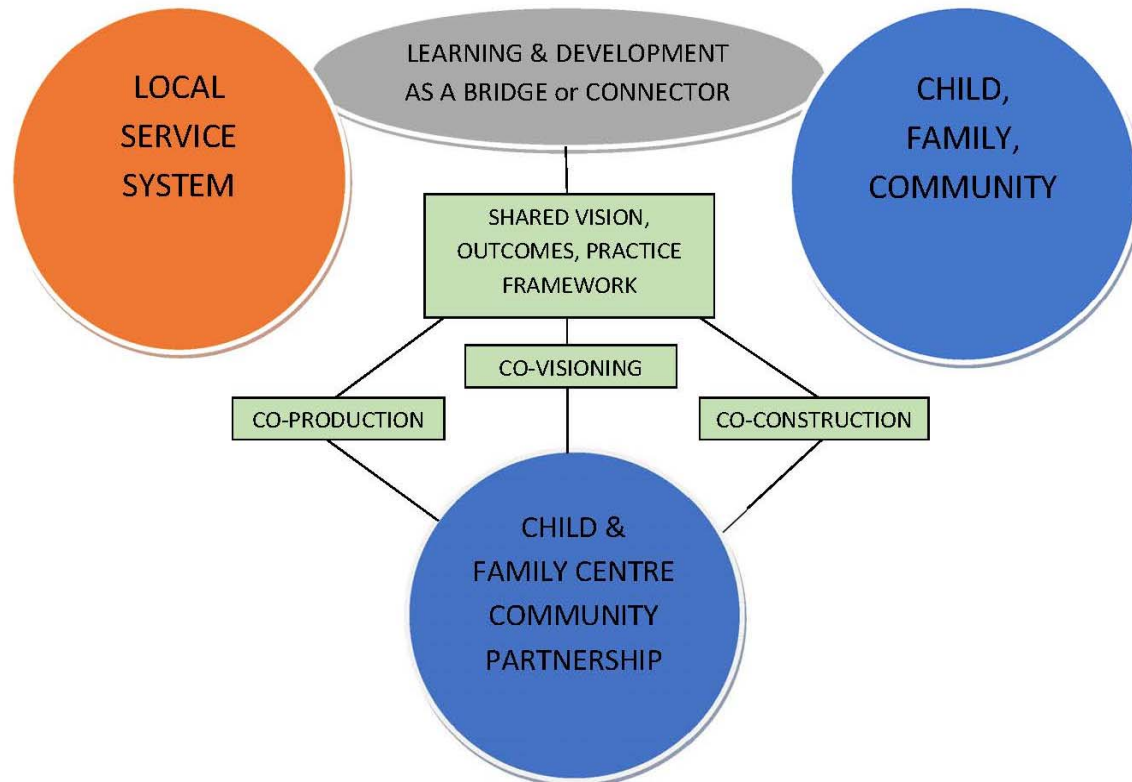 LOCAL
SERVICE
SYSTEM
LEARNING & DEVELOPMENT
AS A BRIDGE or CONNECTOR
CHILD,
FAMILY,
COMMUNITY
SHARED VISION,
OUTCOMES, PRACTICE
FRAMEWORK
CO-VISIONING
CO-PRODUCTION
CO-CONSTRUCTION
CHILD &
FAMILY CENTRE
COMMUNITY
PARTNERSHIP